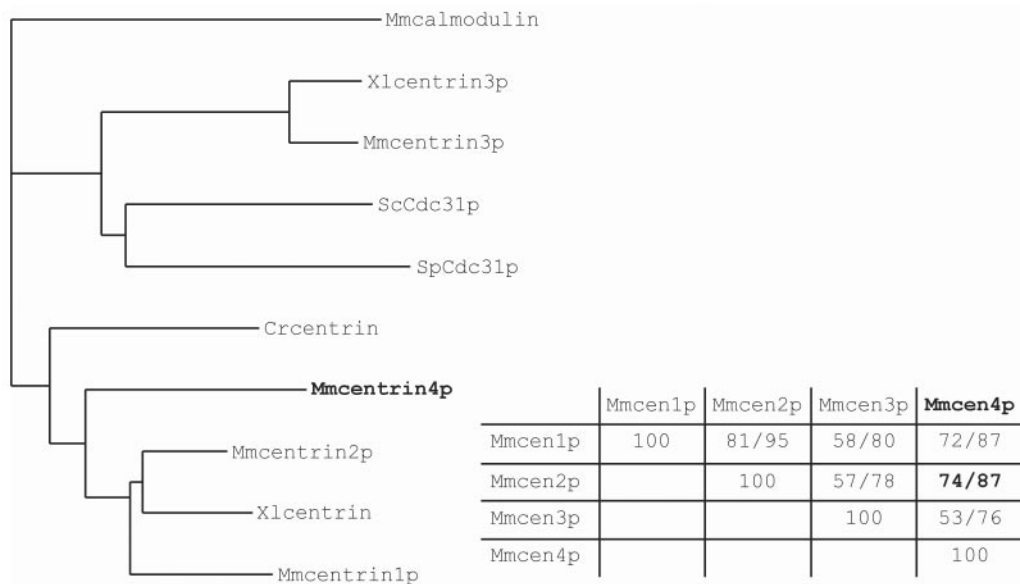 Mmcalmodulin
Xlcentrin3p
Mmcentrin3p
ScCdc31p
SpCdc31p
Crcentrin
Mmcentrin4p
Mmcentrin2p
Xlcentrin
Mmcentrin1p
Mmcen1p Mmcen2p Mmcen3p Mmcen4p
Mmcen1p 100 81/95 58/80 72/87
Mmcen2p 100 57/78 74/87
Mmcen3p 100 53/76
Mmcen4p 100